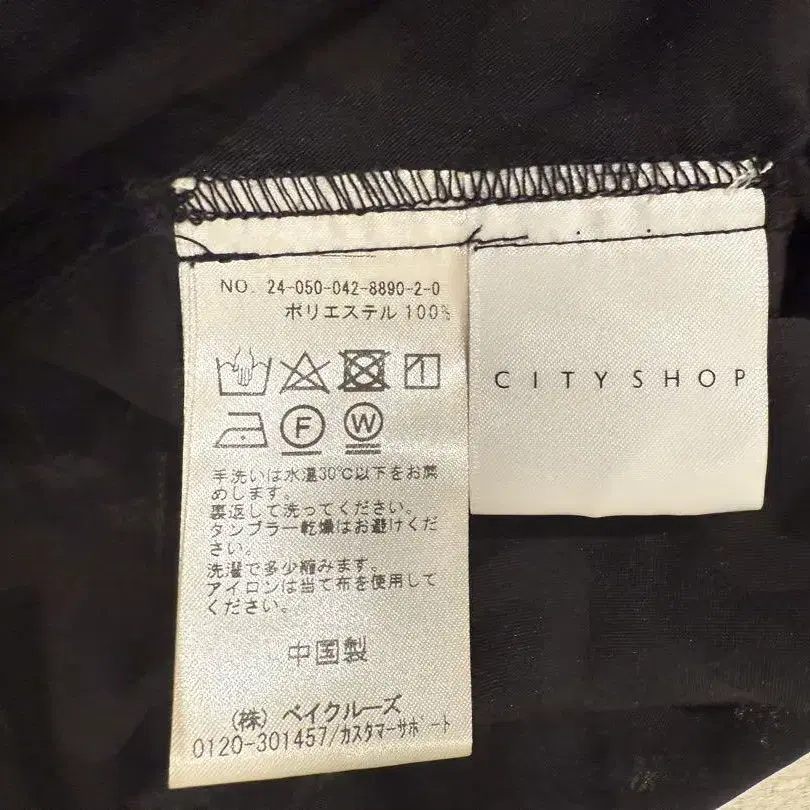 NO. 24-050-042-8890-2-0
ポリエステル 100%
F W
手洗いは水温30℃以下をお薦
めします。
裏返して洗ってください。
タンブラー乾燥はお避けくだ
さい。
洗濯で多少縮みます。
アイロンは当て布を使用して
ください。
中国製
(株) ベイクルーズ
0120-301457/カスタマーサポート
CITYSHOP